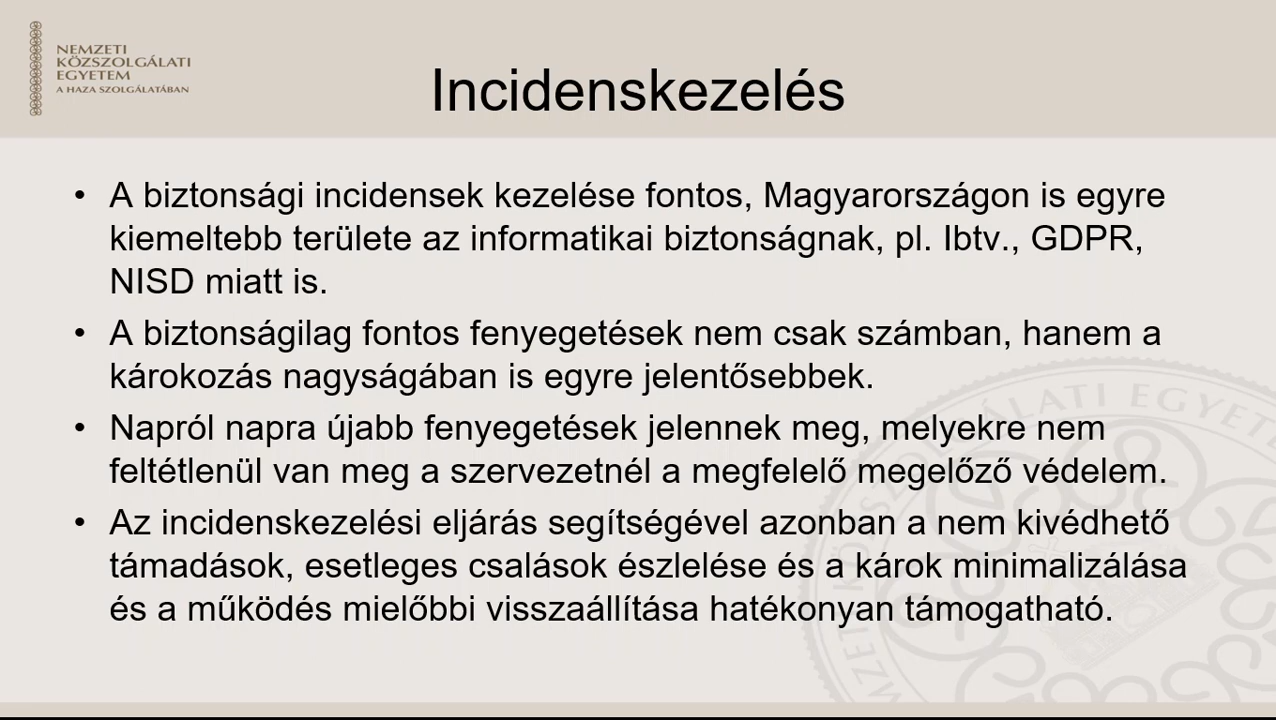 NEMZETI
KÖZSZOLGÁLATI
EGYETEM
A HAZA SZOLGÁLATÁBAN
Incidenskezelés
• A biztonsági incidensek kezelése fontos, Magyarországon is egyre
kiemeltebb területe az informatikai biztonságnak, pl. Ibtv., GDPR,
NISD miatt is.
• A biztonságilag fontos fenyegetések nem csak számban, hanem a
károkozás nagyságában is egyre jelentősebbek.
• Napról napra újabb fenyegetések jelennek meg, melyekre nem
feltétlenül van meg a szervezetnél a megfelelő megelőző védelem.
• Az incidenskezelési eljárás segítségével azonban a nem kivédhető
támadások, esetleges csalások észlelése és a károk minimalizálása
és a működés mielőbbi visszaállítása hatékonyan támogatható.